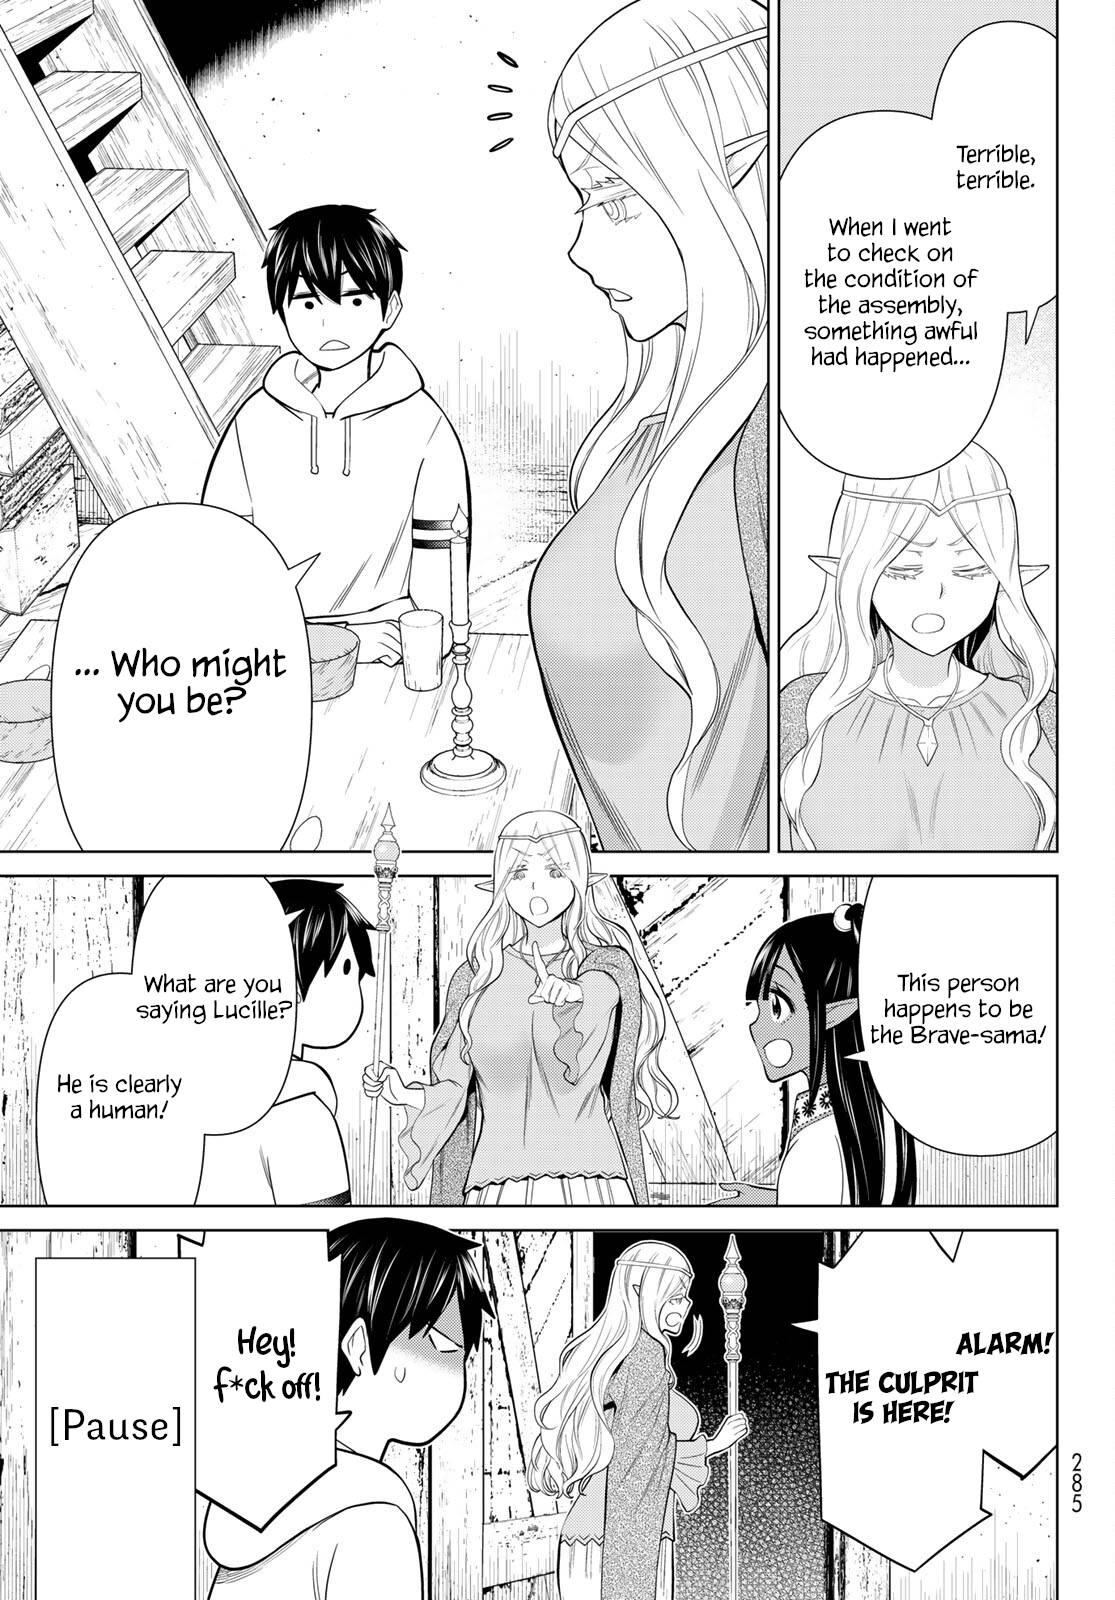 Terrible,
terrible.
When I went
to check on
the condition of
the assembly,
something awful
had happened...
... Who might
you be?
This person
happens to be
the Brave-sama!
What are you
saying Lucille?
He is clearly
a human!
ALARM!
THE CULPRIT
IS HERE!
Hey!
f*ck off!
[Pause]
285